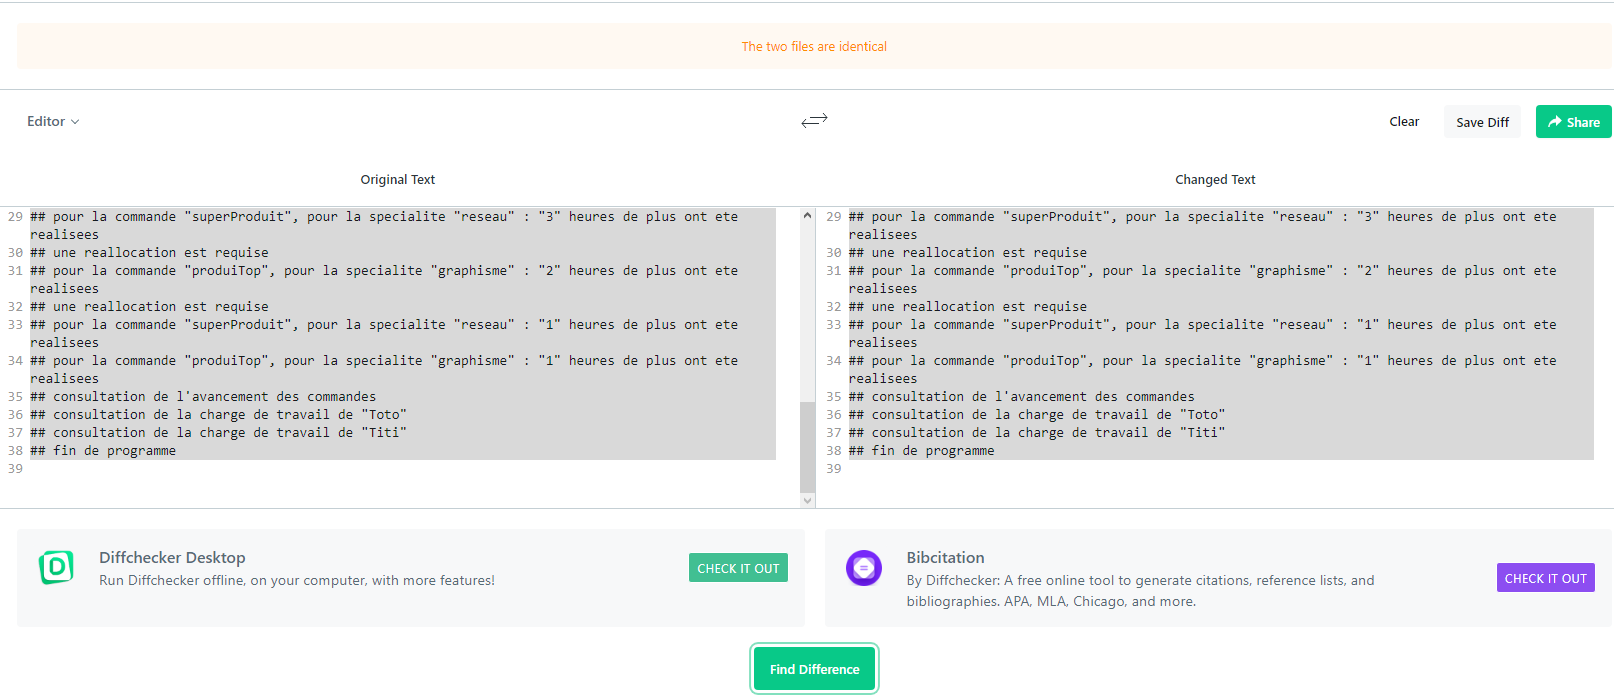 The two files are identical
Editor
Clear
Save Diff
Share
Original Text
Changed Text
29 ## pour la commande "superProduit", pour la specialite "reseau" : "3" heures de plus ont ete
realisees
30 ## une reallocation est requise
31 ## pour la commande "produiTop", pour la specialite "graphisme" : "2" heures de plus ont ete
realisees
32 ## une reallocation est requise
33 ## pour la commande "superProduit", pour la specialite "reseau" : "1" heures de plus ont ete
realisees
34 ## pour la commande "produiTop", pour la specialite "graphisme" : "1" heures de plus ont ete
realisees
35 ## consultation de l'avancement des commandes
36 ## consultation de la charge de travail de "Toto"
37 ## consultation de la charge de travail de "Titi"
38 ## fin de programme
39
29 ## pour la commande "superProduit", pour la specialite "reseau" : "3" heures de plus ont ete
realisees
30 ## une reallocation est requise
31 ## pour la commande "produiTop", pour la specialite "graphisme" : "2" heures de plus ont ete
realisees
32 ## une reallocation est requise
33 ## pour la commande "superProduit", pour la specialite "reseau" : "1" heures de plus ont ete
realisees
34 ## pour la commande "produiTop", pour la specialite "graphisme" : "1" heures de plus ont ete
realisees
35 ## consultation de l'avancement des commandes
36 ## consultation de la charge de travail de "Toto"
37 ## consultation de la charge de travail de "Titi"
38 ## fin de programme
39
D
Diffchecker Desktop
Run Diffchecker offline, on your computer, with more features!
CHECK IT OUT
Bibcitation
By Diffchecker: A free online tool to generate citations, reference lists, and
bibliographies. APA, MLA, Chicago, and more.
CHECK IT OUT
Find Difference